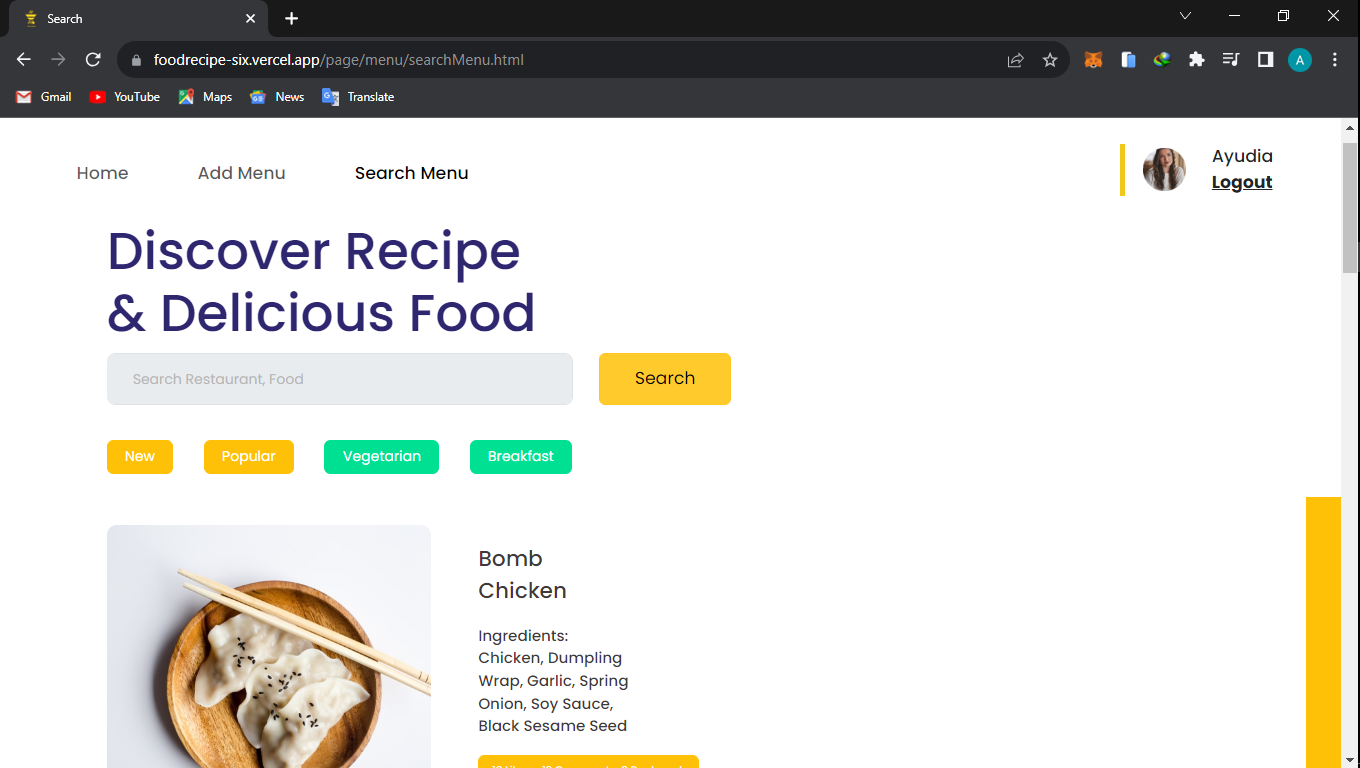 Search
foodrecipe-six.vercel.app/page/menu/searchMenu.html
A
Gmail
YouTube
Maps
News
Translate
Home
Add Menu
Search Menu
Ayudia
Logout
Discover Recipe
& Delicious Food
Search Restaurant, Food
Search
New
Popular
Vegetarian
Breakfast
Bomb
Chicken
Ingredients:
Chicken, Dumpling
Wrap, Garlic, Spring
Onion, Soy Sauce,
Black Sesame Seed